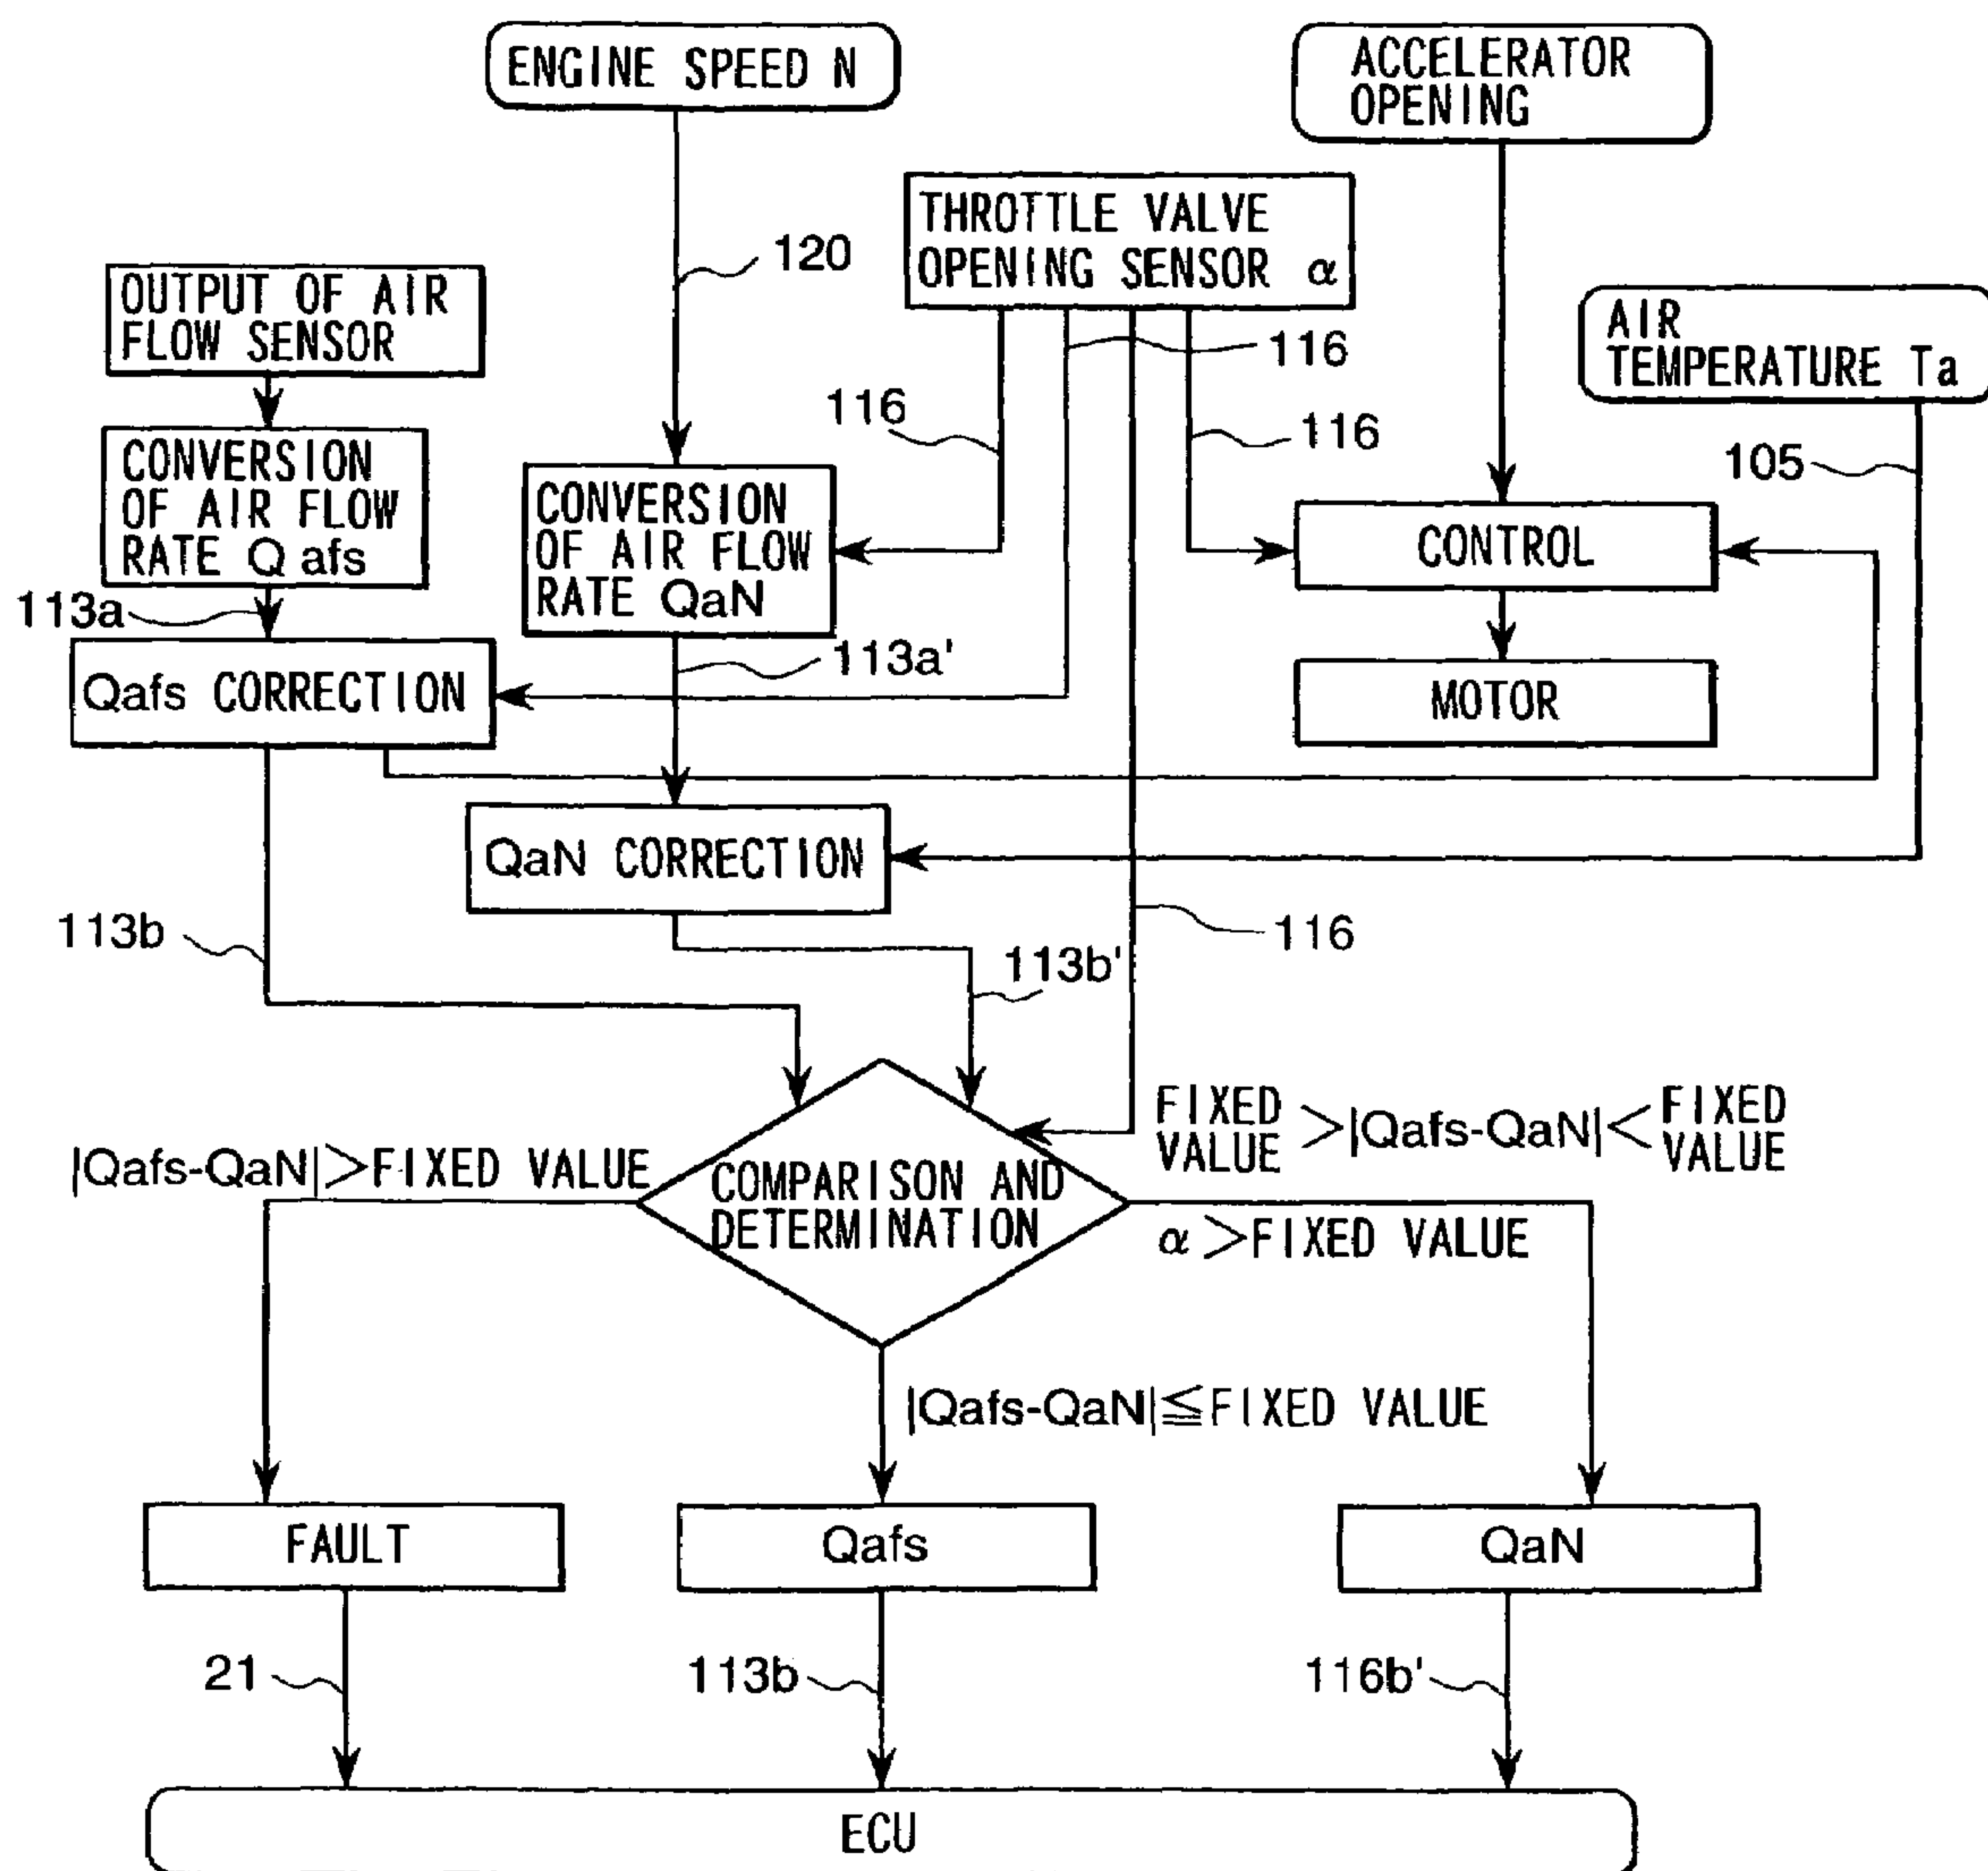 ENGINE SPEED N
ACCELERATOR
OPENING
THROTTLE VALVE
OPENING SENSOR α
120
OUTPUT OF AIR
FLOW SENSOR
AIR
TEMPERATURE Ta
116
116
116
105
CONVERSION
OF AIR FLOW
RATE Q afs
CONVERSION
OF AIR FLOW
RATE QaN
CONTROL
113a
113a'
Qafs CORRECTION
MOTOR
QaN CORRECTION
113b
116
113b'
FIXED VALUE >|Qafs-QaN|< FIXED VALUE
|Qafs-QaN|>FIXED VALUE
COMPARISON AND
DETERMINATION
α >FIXED VALUE
|Qafs-QaN|≦FIXED VALUE
FAULT
Qafs
QaN
21
113b
116b'
ECU